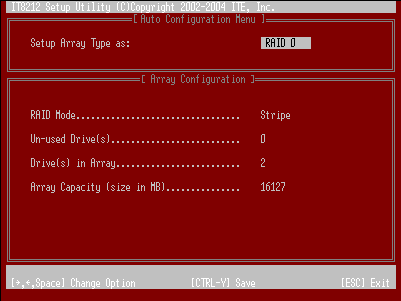 IT8212 Setup Utility (C)Copyright 2002-2004 ITE, Inc.
[ Auto Configuration Menu ]
Setup Array Type as: RAID 0
[ Array Configuration ]
RAID Mode................................ Stripe
Un-used Drive(s)......................... 0
Drive(s) in Array........................ 2
Array Capacity (size in MB).............. 16127
[,,Space] Change Option [CTRL-Y] Save [ESC] Exit